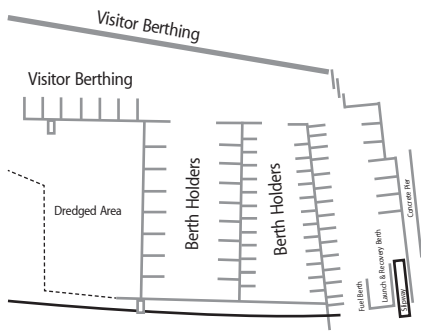 Visitor Berthing
Visitor Berthing
Berth Holders
Berth Holders
Dredged Area
Concrete Pier
Launch & Recovery Berth
Fuel Berth
Slipway